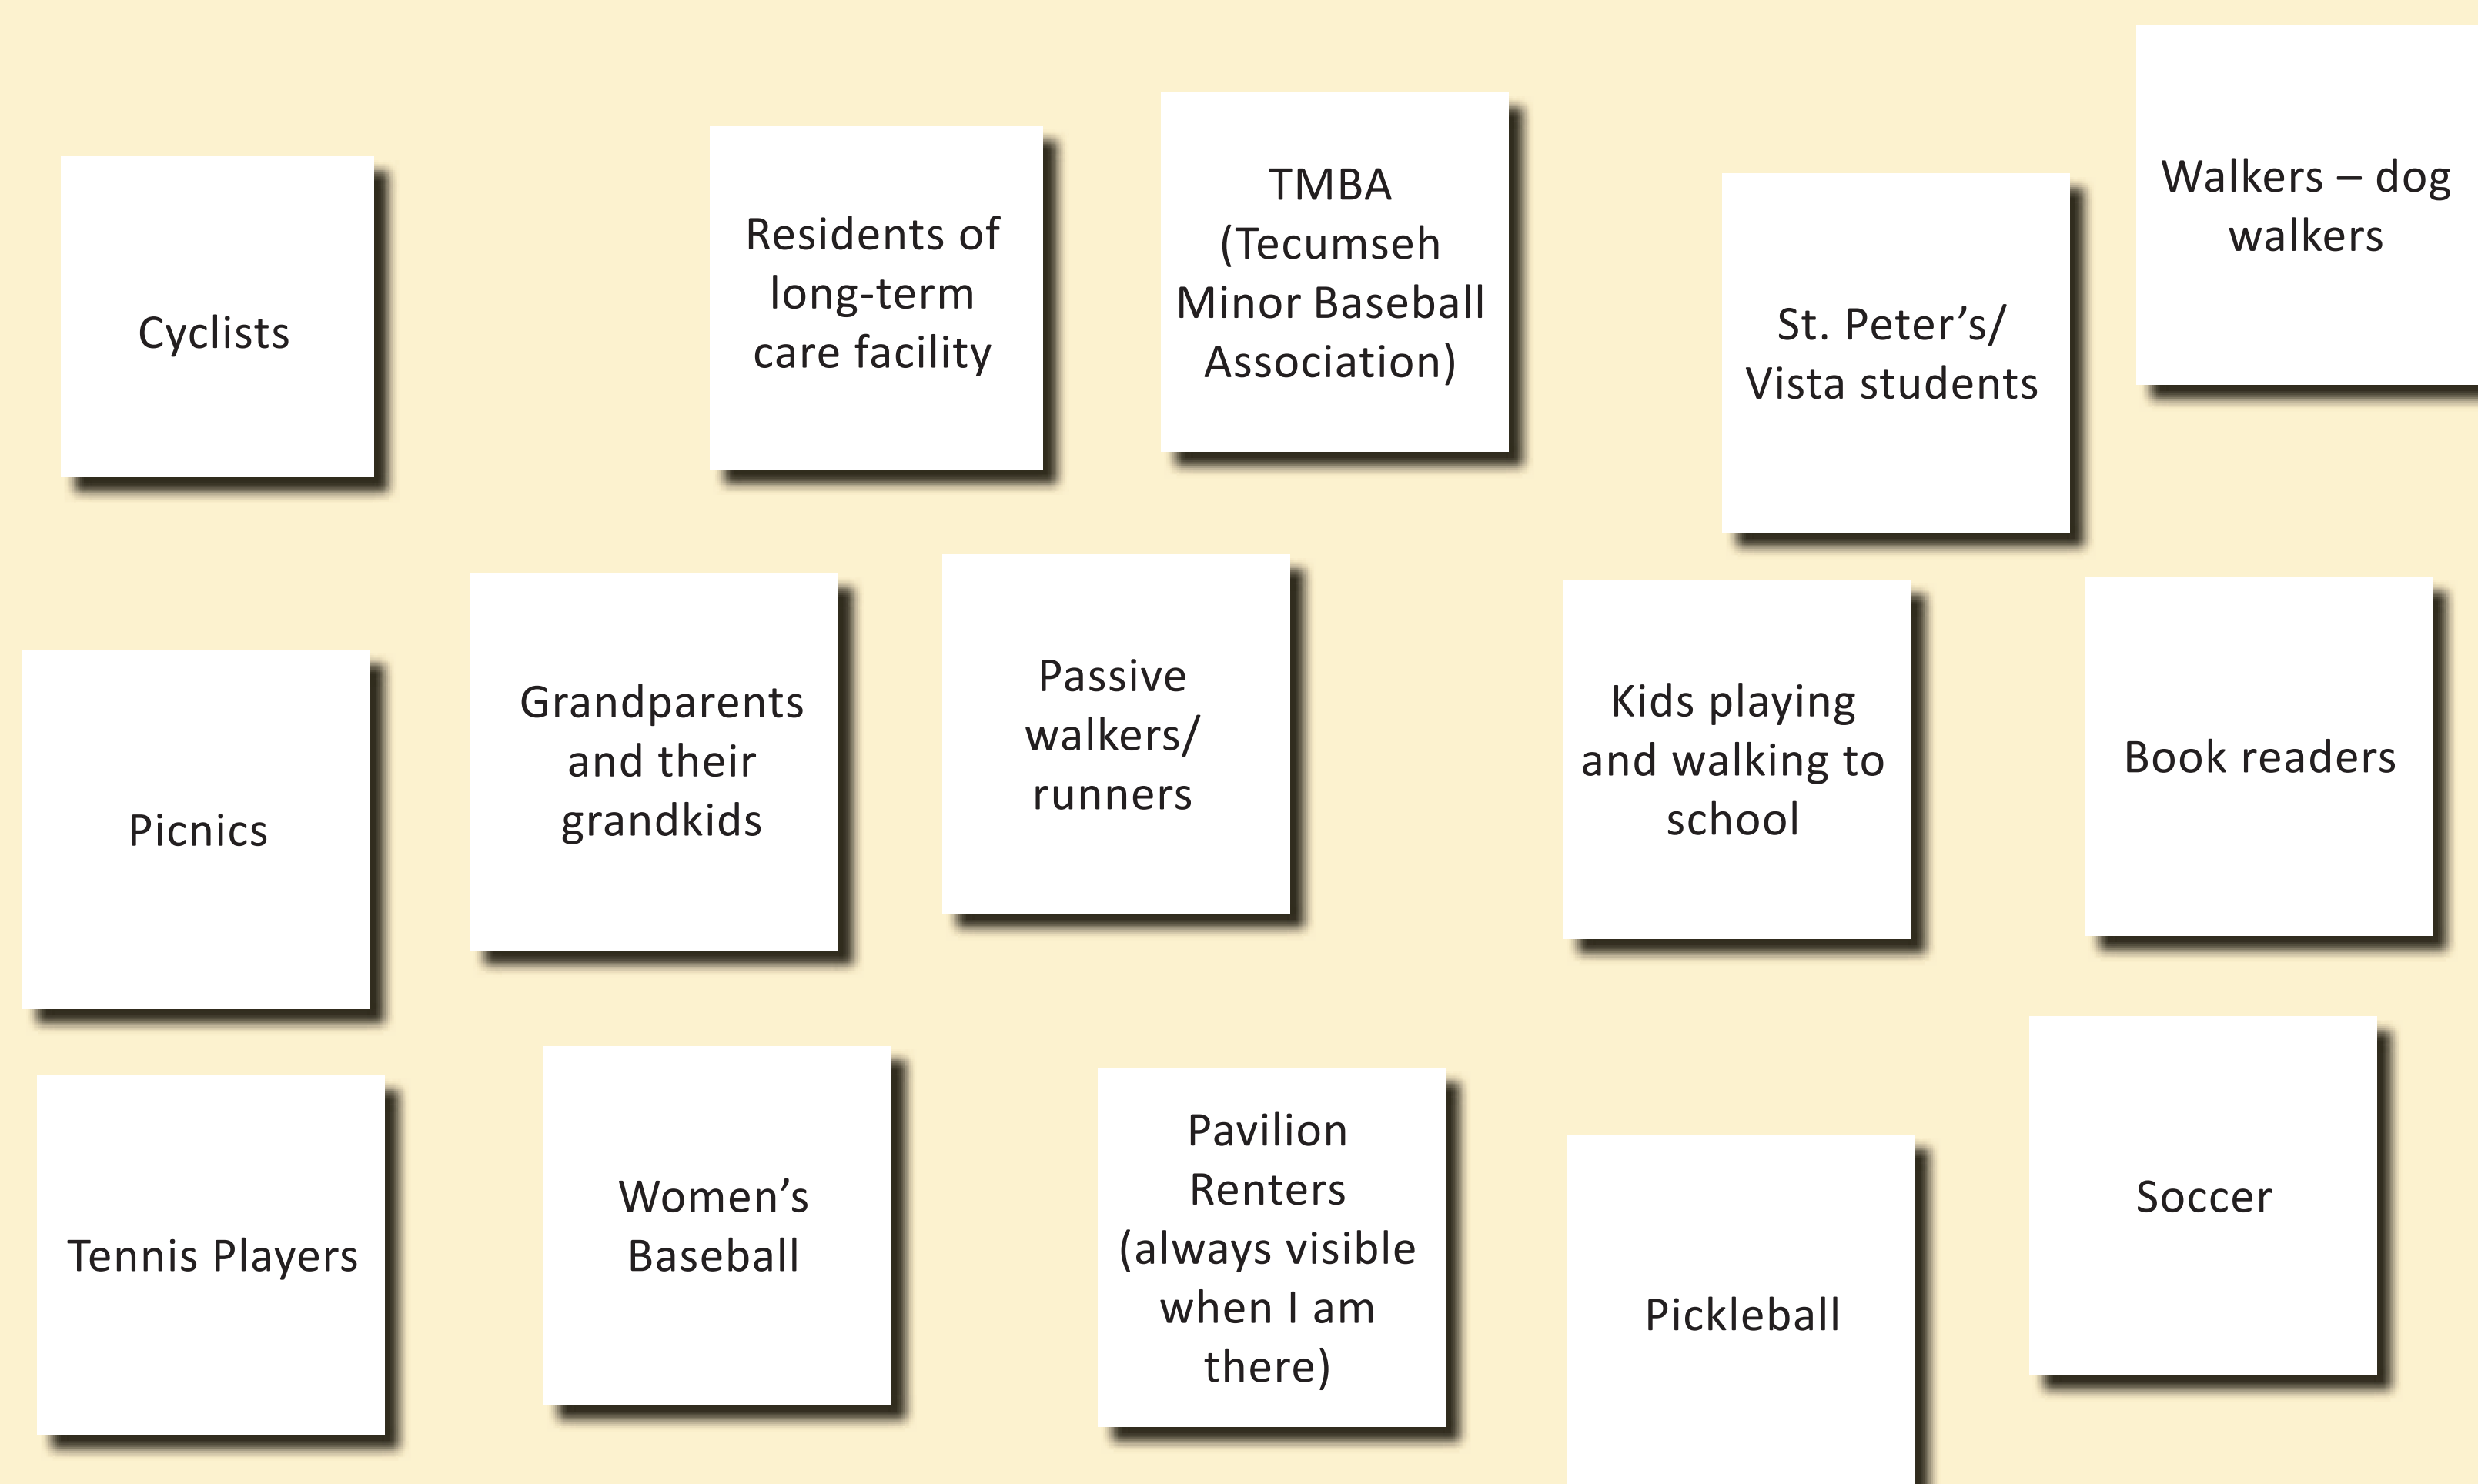 Cyclists
Residents of
long-term
care facility
TMBA
(Tecumseh
Minor Baseball
Association)
St. Peter’s/
Vista students
Walkers – dog
walkers
Picnics
Grandparents
and their
grandkids
Passive
walkers/
runners
Kids playing
and walking to
school
Book readers
Tennis Players
Women’s
Baseball
Pavilion
Renters
(always visible
when I am
there)
Pickleball
Soccer